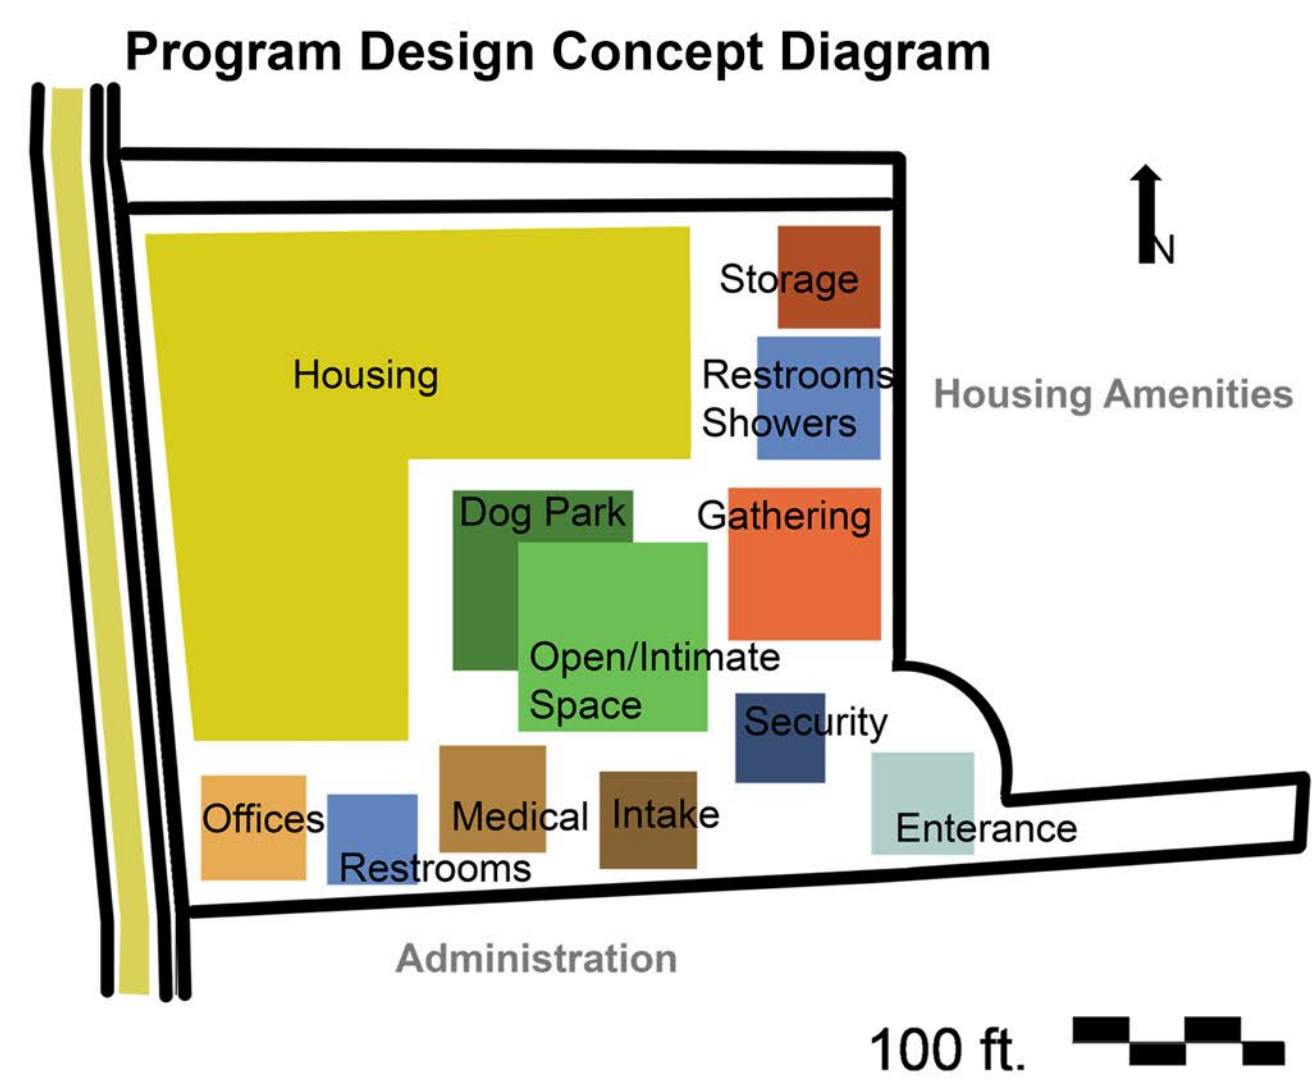 Program Design Concept Diagram
N
Storage
Housing
Restrooms
Showers
Housing Amenities
Dog Park
Gathering
Open/Intimate
Space
Security
Offices
Restrooms
Medical
Intake
Enterance
Administration
100 ft.